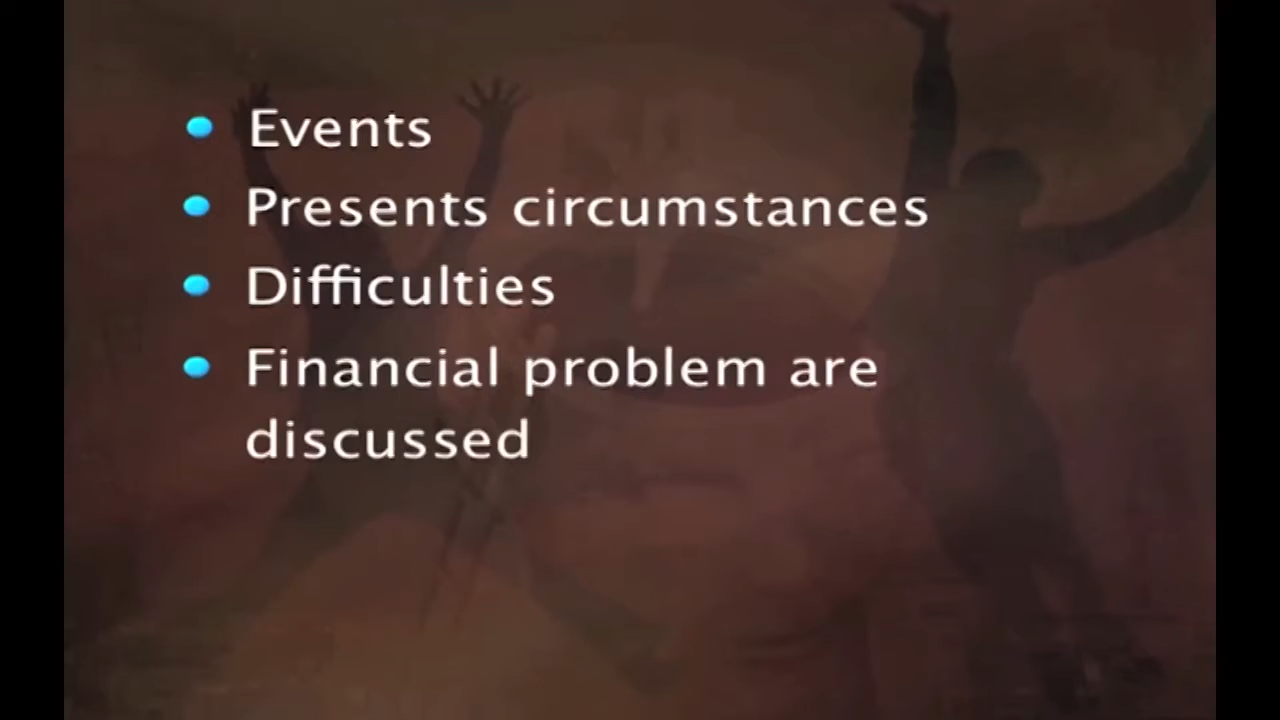 Events
Presents circumstances
Difficulties
Financial problem are
discussed